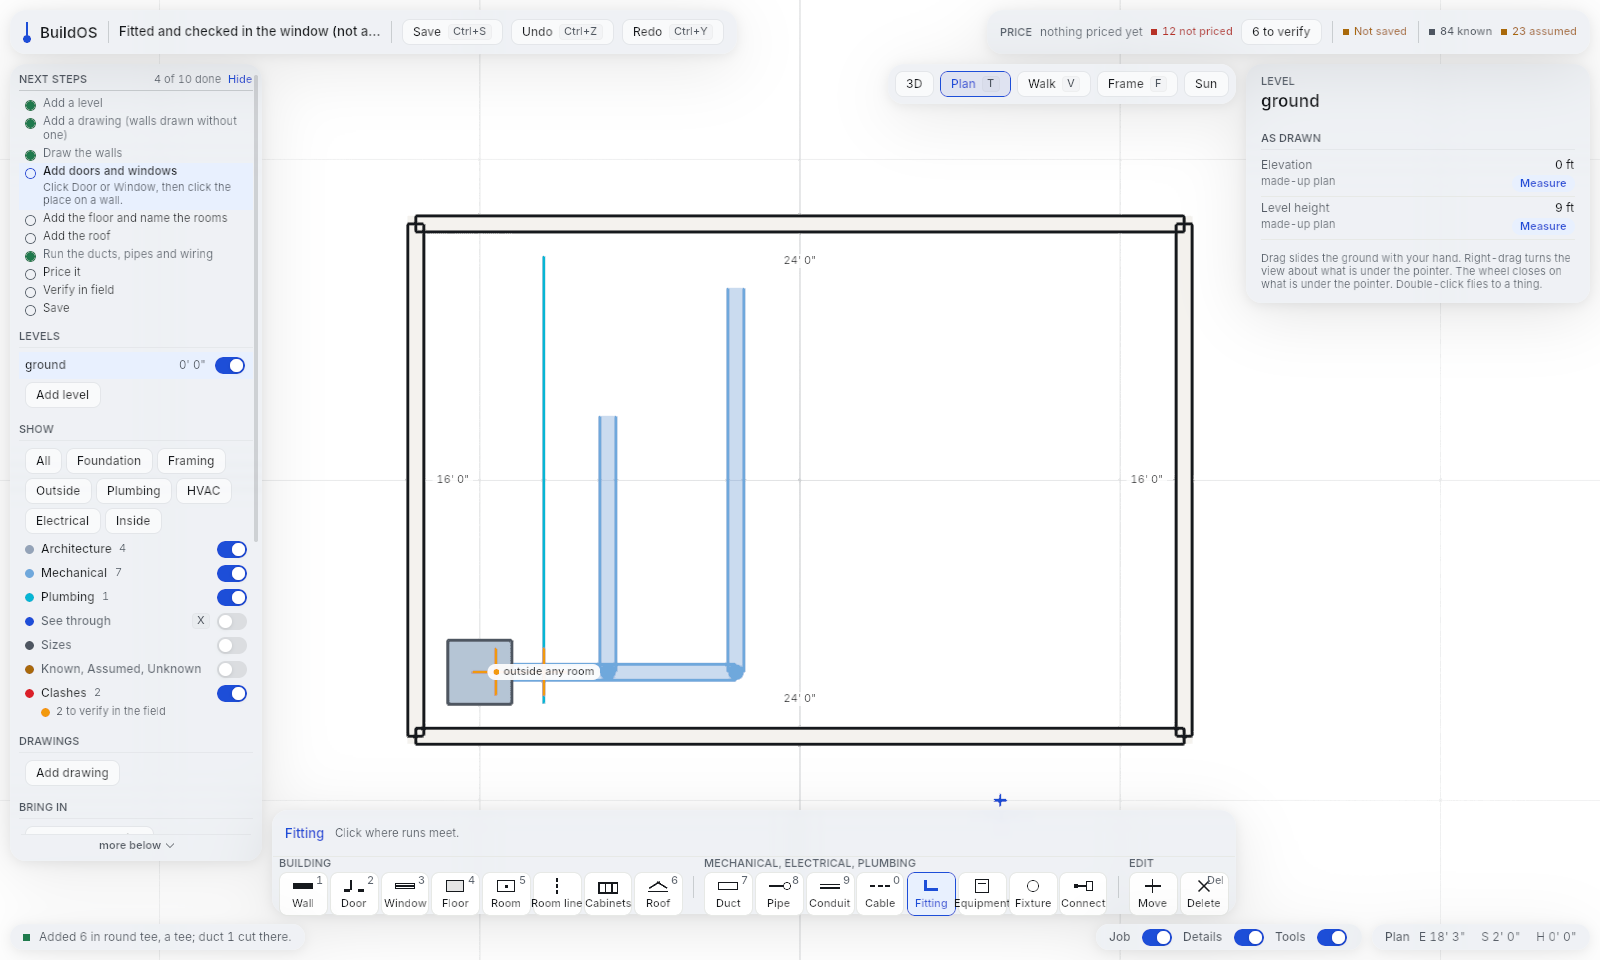 BuildOS
Fitted and checked in the window (not a...
Save Ctrl+S
Undo Ctrl+Z
Redo Ctrl+Y
PRICE nothing priced yet
12 not priced
6 to verify
Not saved
84 known
23 assumed
3D
Plan T
Walk V
Frame F
Sun
NEXT STEPS 4 of 10 done Hide
Add a level
Add a drawing (walls drawn without
one)
Draw the walls
Add doors and windows
Click Door or Window, then click the
place on a wall.
Add the floor and name the rooms
Add the roof
Run the ducts, pipes and wiring
Price it
Verify in field
Save
LEVELS
ground 0' 0"
Add level
SHOW
All Foundation Framing
Outside Plumbing HVAC
Electrical Inside
Architecture 4
Mechanical 7
Plumbing 1
See through X
Sizes
Known, Assumed, Unknown
Clashes 2
2 to verify in the field
DRAWINGS
Add drawing
BRING IN
more below
LEVEL
ground
AS DRAWN
Elevation 0 ft
made-up plan Measure
Level height 9 ft
made-up plan Measure
Drag slides the ground with your hand. Right-drag turns the
view about what is under the pointer. The wheel closes on
what is under the pointer. Double-click flies to a thing.
24' 0"
16' 0"
16' 0"
outside any room
24' 0"
Fitting Click where runs meet.
BUILDING
Wall 1
Door 2
Window 3
Floor 4
Room 5
Room line
Cabinets
Roof 6
MECHANICAL, ELECTRICAL, PLUMBING
Duct 7
Pipe 8
Conduit 9
Cable 0
Fitting
Equipment
Fixture
Connect
EDIT
Move
Delete Del
Added 6 in round tee, a tee; duct 1 cut there.
Job Details Tools
Plan E 18' 3" S 2' 0" H 0' 0"